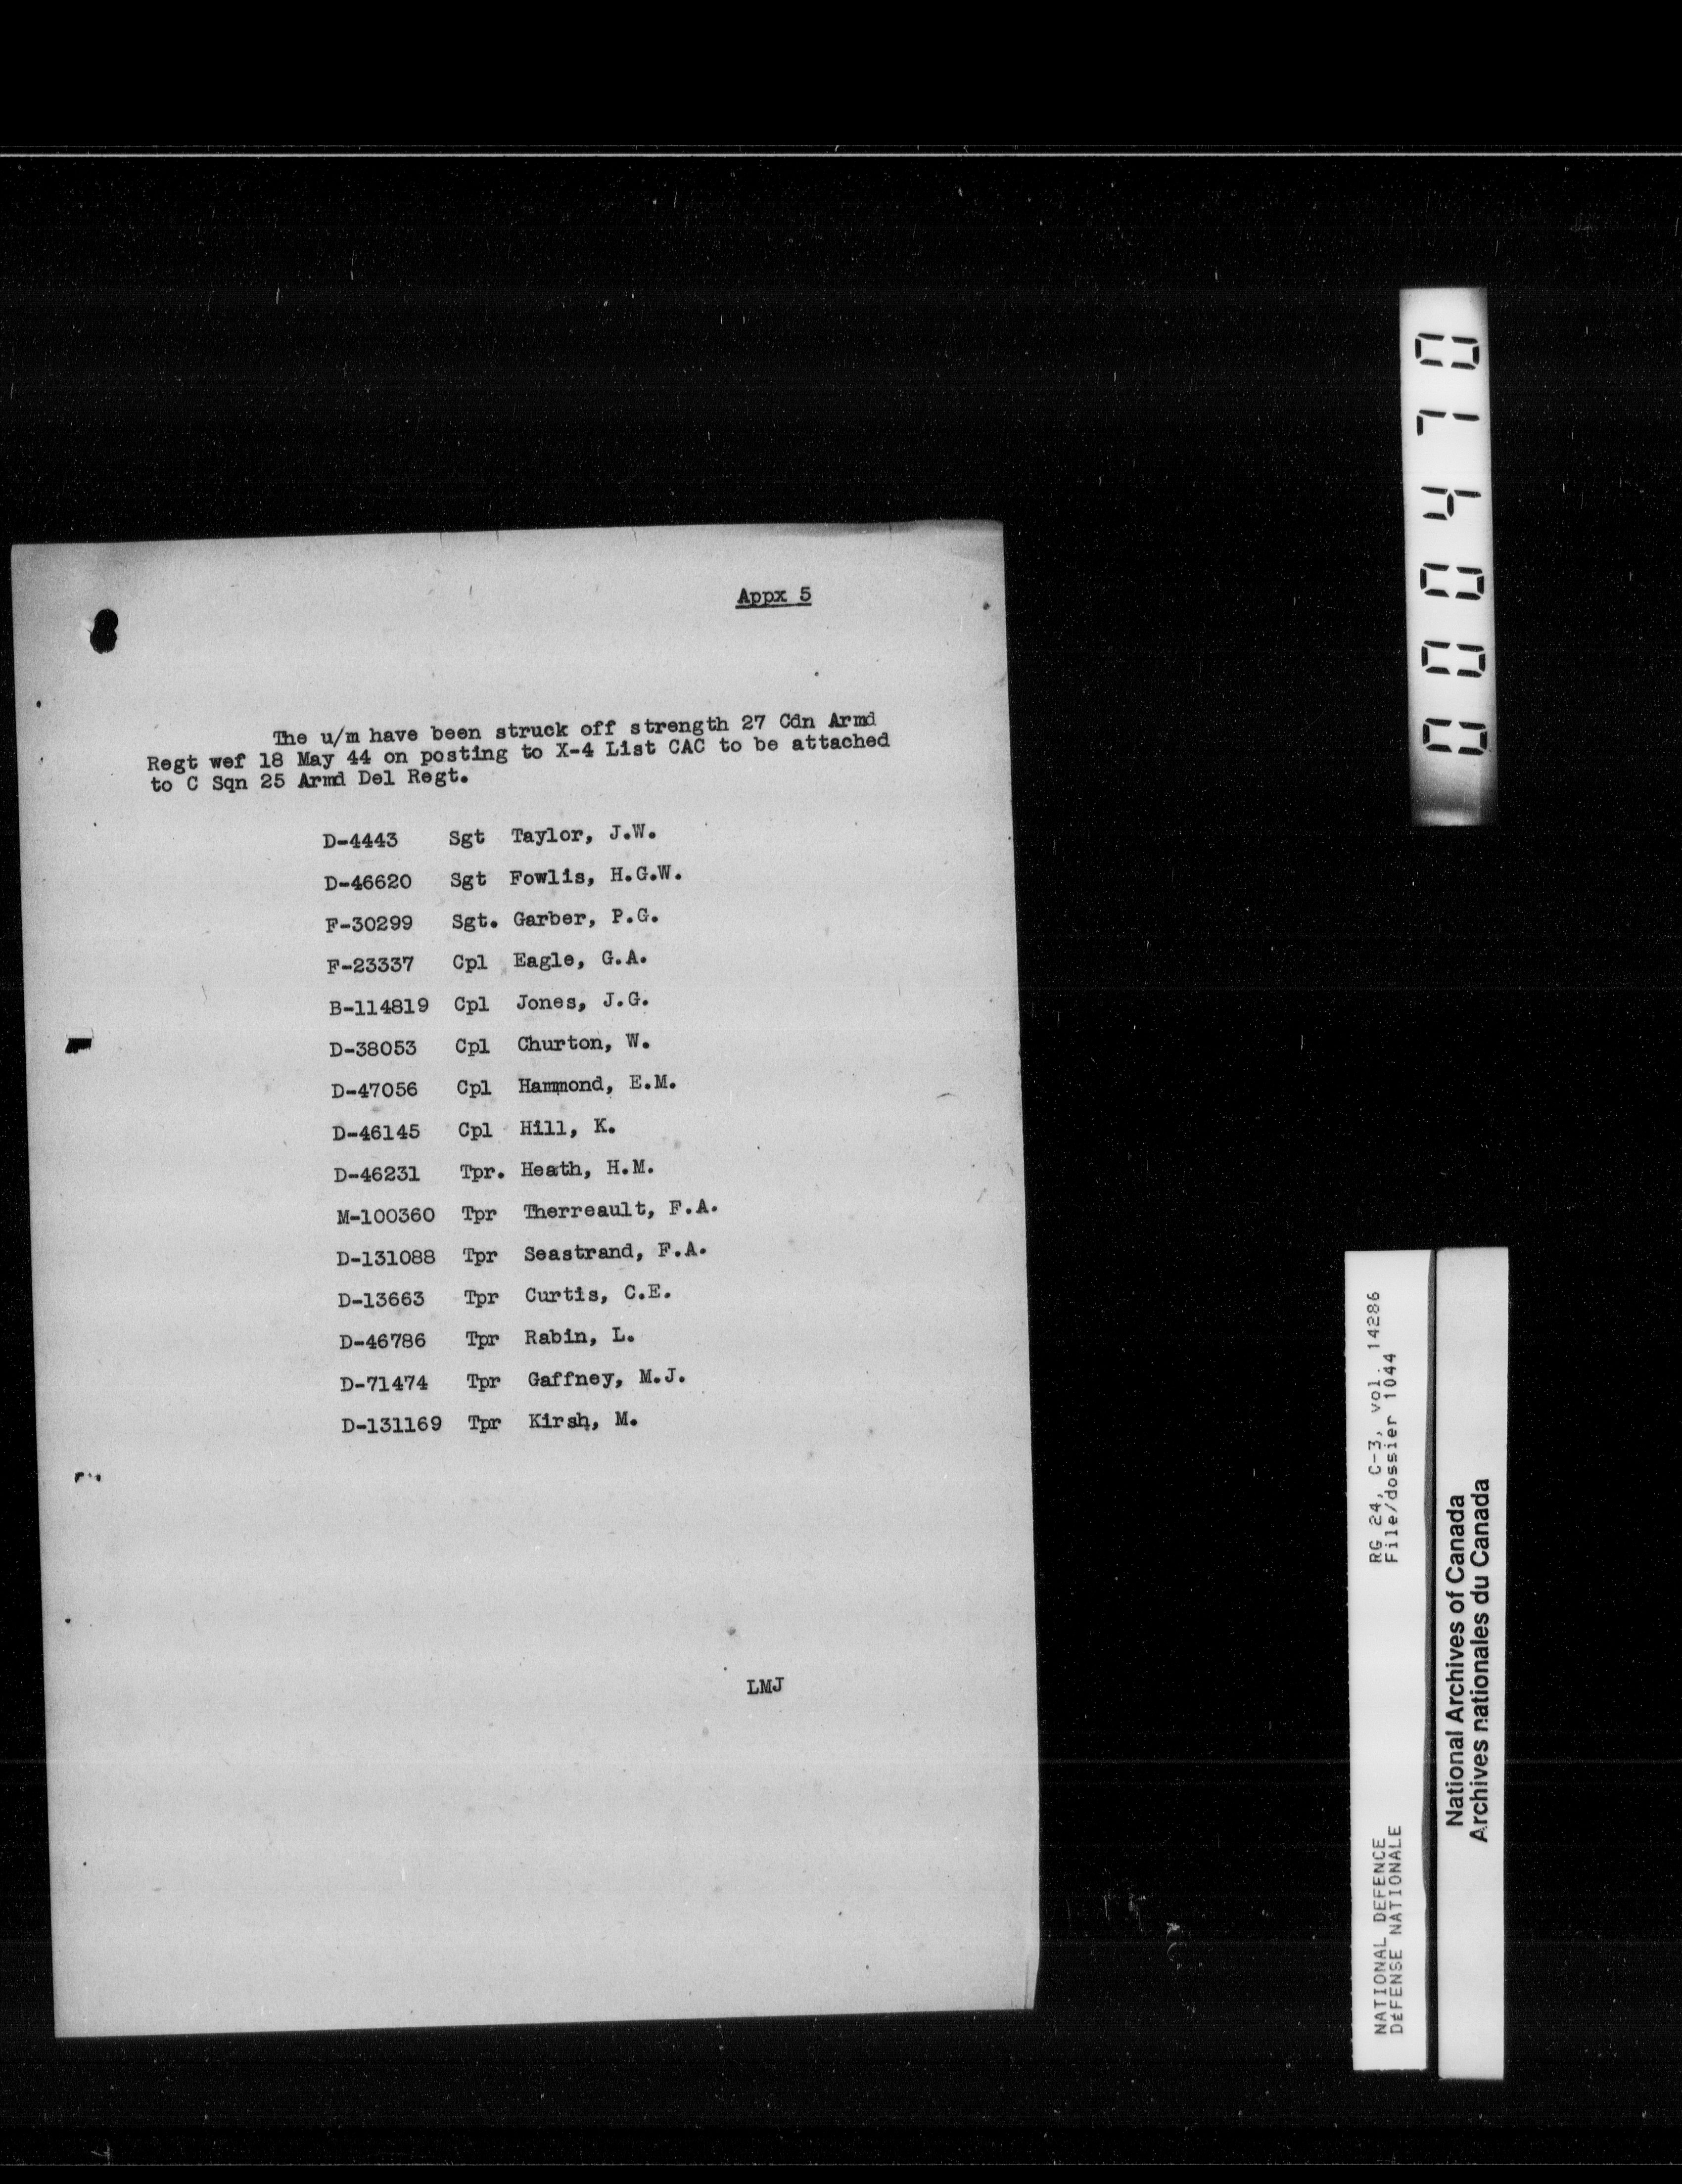 Appx 5
The u/m have been struck off strength 27 Cdn Armd
Regt wef 18 May 44 on posting to X-4 List CAC to be attached
to C Sqn 25 Armd Del Regt.
D-4443 Sgt Taylor, J.W.
D-46620 Sgt Fowlis, H.G.W.
F-30299 Sgt. Garber, P.G.
F-23337 Cpl Eagle, G.A.
B-114819 Cpl Jones, J.G.
D-38053 Cpl Churton, W.
D-47056 Cpl Hammond, E.M.
D-46145 Cpl Hill, K.
D-46231 Tpr. Heath, H.M.
M-100360 Tpr Therreault, F.A.
D-131088 Tpr Seastrand, F.A.
D-13663 Tpr Curtis, C.E.
D-46786 Tpr Rabin, L.
D-71474 Tpr Gaffney, M.J.
D-131169 Tpr Kirsh, M.
LMJ
000470
NATIONAL DEFENCE RG 24, C-3, vol. 14286
DÉFENSE NATIONALE File/dossier 1044
National Archives of Canada
Archives nationales du Canada